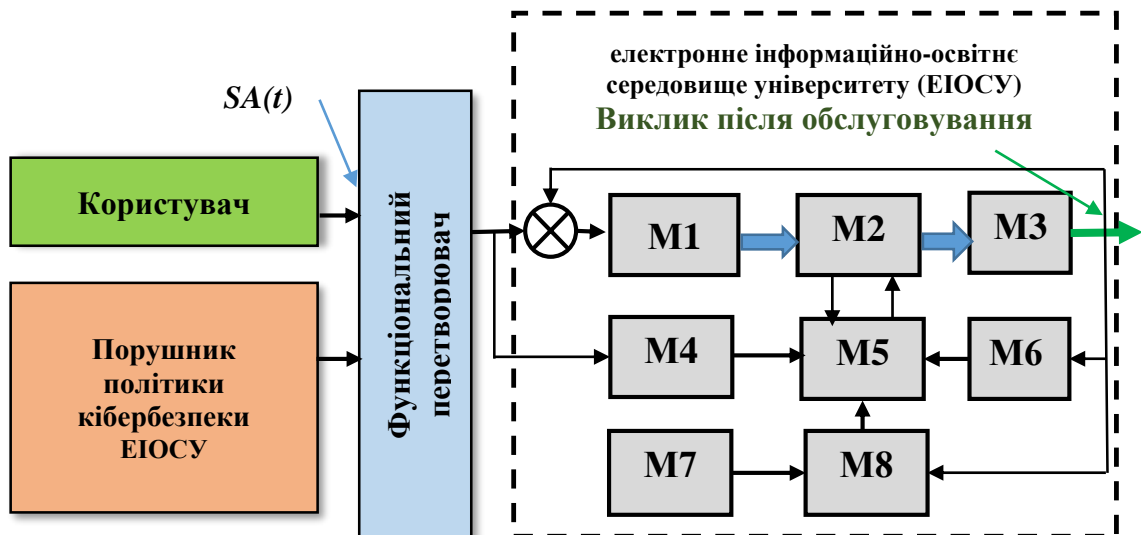 електронне інформаційно-освітнє
середовище університету (ЕІОСУ)
Виклик після обслуговування
SA(t)
Користувач
Порушник
політики
кібербезпеки
ЕІОСУ
Функціональний
перетворювач
M1
M2
M3
M4
M5
M6
M7
M8